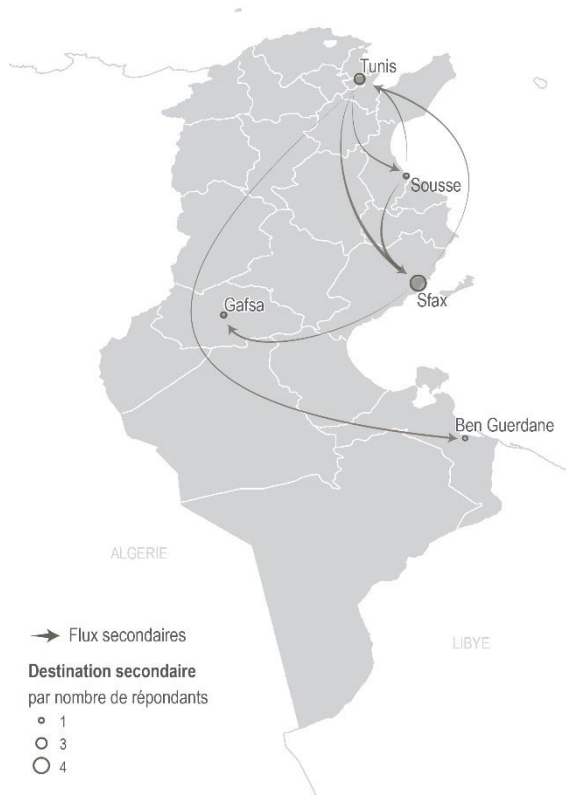 Tunis
Sousse
Sfax
Gafsa
Ben Guerdane
ALGERIE
LIBYE
Flux secondaires
Destination secondaire
par nombre de répondants
1
3
4